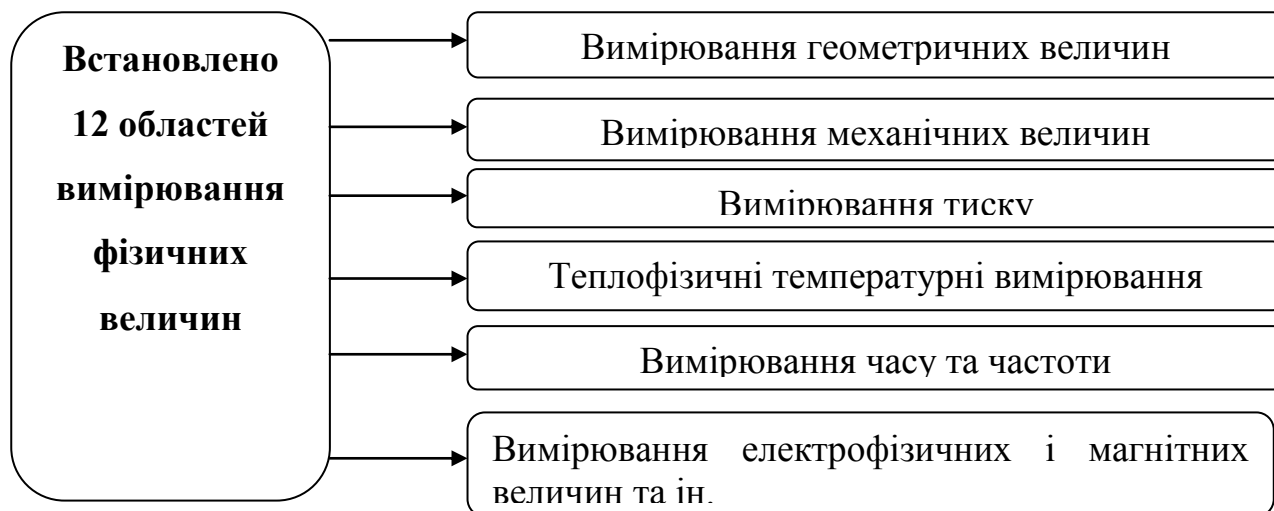 Встановлено
12 областей
вимірювання
фізичних
величин
Вимірювання геометричних величин
Вимірювання механічних величин
Вимірювання тиску
Теплофізичні температурні вимірювання
Вимірювання часу та частоти
Вимірювання електрофізичних і магнітних
величин та ін.